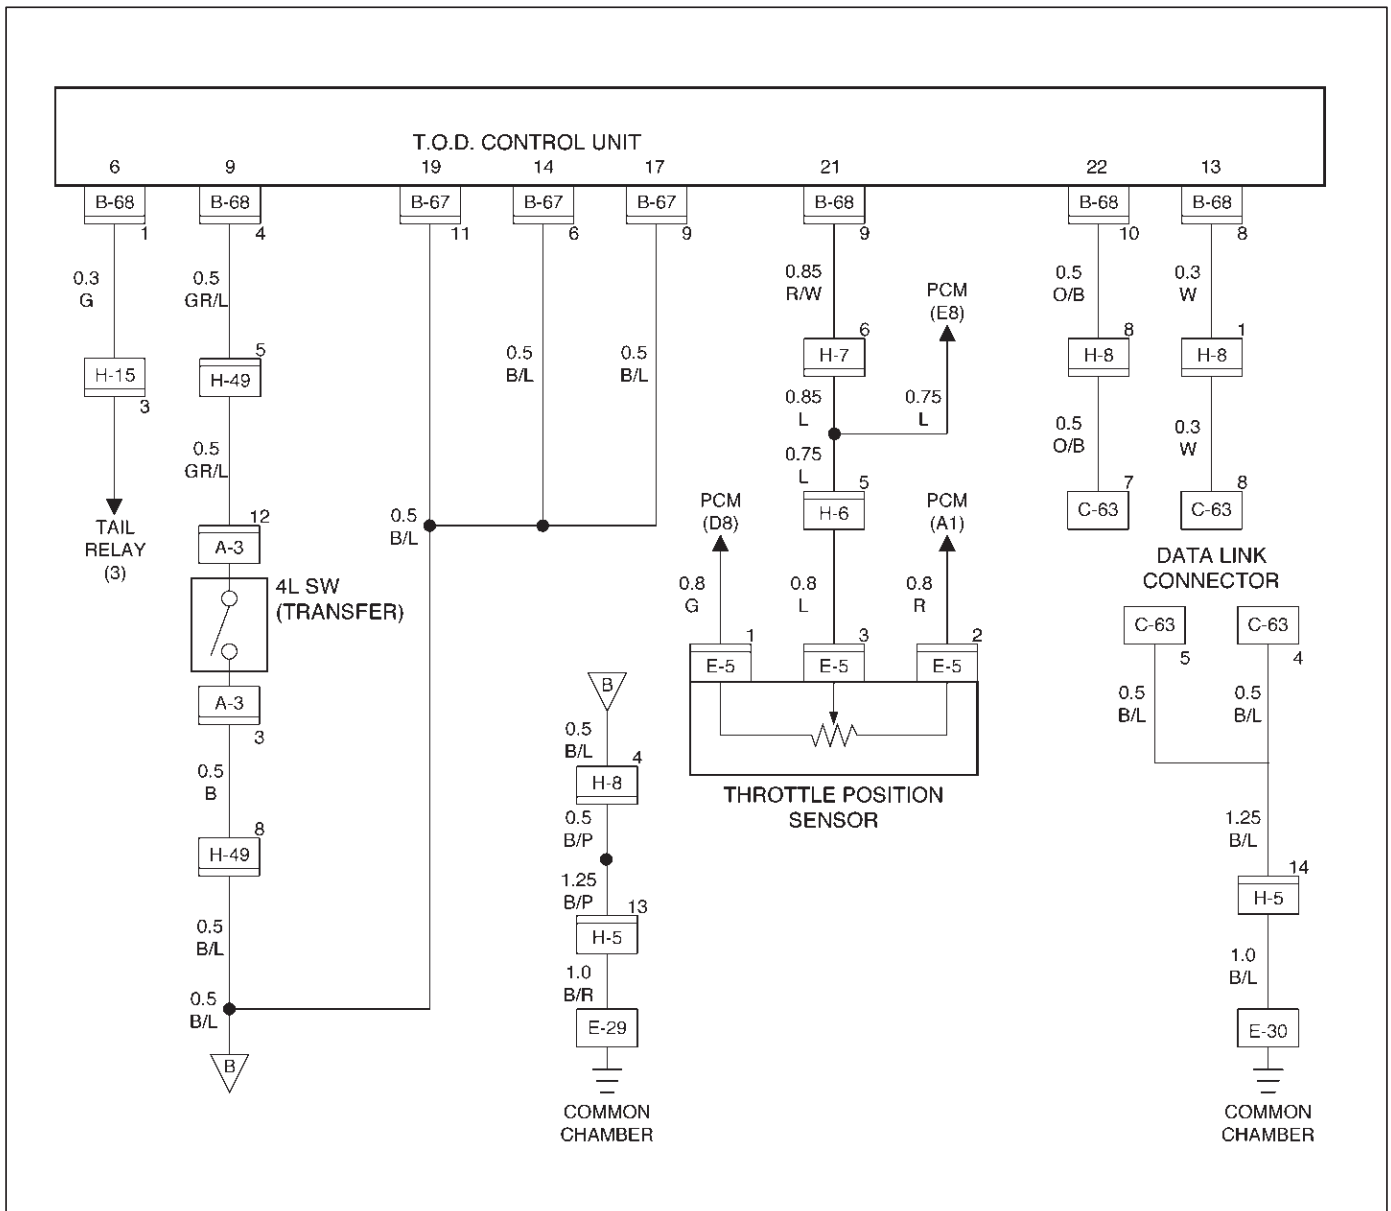 T.O.D. CONTROL UNIT
6 9 19 14 17 21 22 13
B-68 B-68 B-67 B-67 B-67 B-68 B-68 B-68
1 4 11 6 9 9 10 8
0.3
G
0.5
GR/L
0.85
R/W
PCM
(E8)
0.5
O/B
0.3
W
H-15
3
5
H-49
0.5
B/L
0.5
B/L
6
H-7
8
H-8
1
H-8
0.85
L
0.75
L
0.5
O/B
0.3
W
0.5
GR/L
0.75
L
TAIL
RELAY
(3)
12
A-3
0.5
B/L
PCM
(D8)
5
H-6
PCM
(A1)
7
C-63
8
C-63
DATA LINK
CONNECTOR
4L SW
(TRANSFER)
0.8
G
0.8
L
0.8
R
C-63
5
C-63
4
1
E-5
3
E-5
2
E-5
A-3
3
B
0.5
B/L
0.5
B/L
0.5
B/L
0.5
B
4
H-8
THROTTLE POSITION
SENSOR
0.5
B/P
1.25
B/L
8
H-49
1.25
B/P
14
H-5
13
H-5
0.5
B/L
1.0
B/R
1.0
B/L
0.5
B/L
E-29
E-30
B
COMMON
CHAMBER
COMMON
CHAMBER